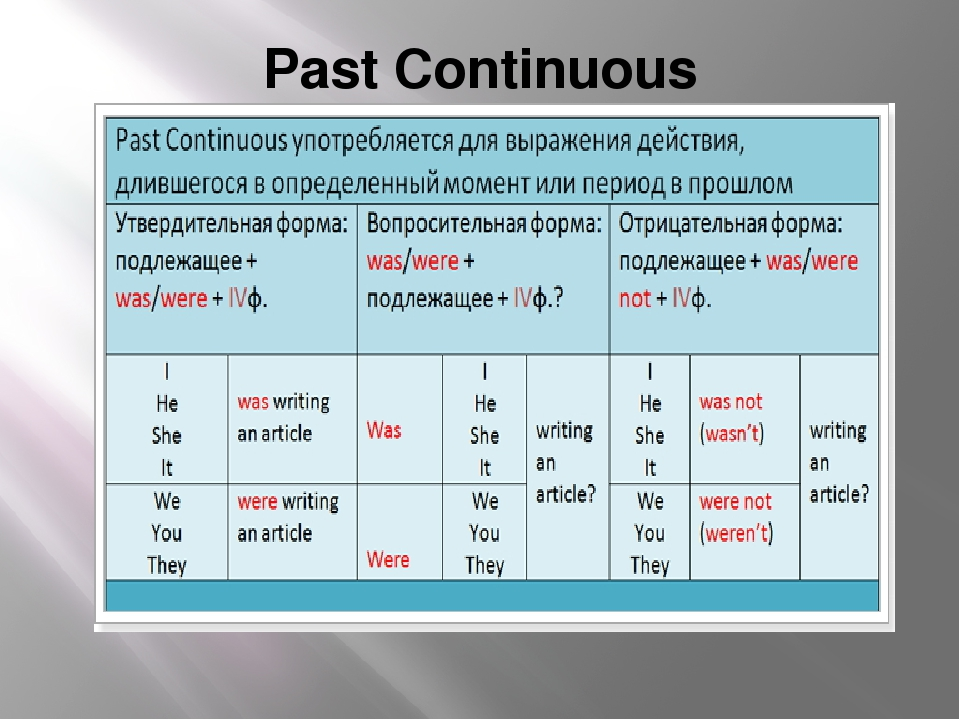 Past Continuous
Past Continuous употребляется для выражения действия,
длившегося в определенный момент или период в прошлом
Утвердительная форма:
подлежащее +
was/were + IVф.
Вопросительная форма:
was/were +
подлежащее + IVф.?
Отрицательная форма:
подлежащее + was/were
not + IVф.
I
He
She
It
was writing
an article
We
You
They
were writing
an article
Was
I
He
She
It
Were
We
You
They
writing
an
article?
I
He
She
It
was not
(wasn't)
We
You
They
were not
(weren't)
writing
an
article?